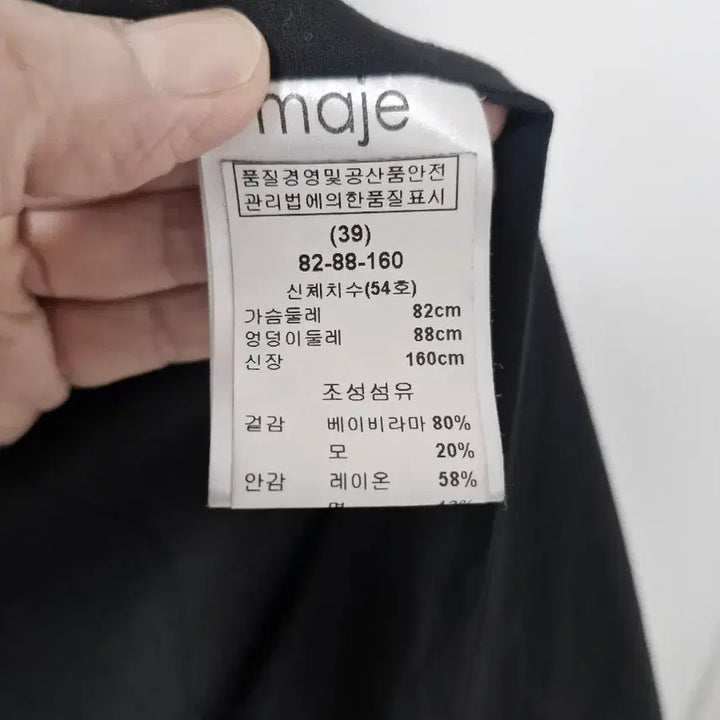 maje
품질경영및공산품안전
관리법에의한품질표시
(39)
82-88-160
신체치수(54호)
가슴둘레 82cm
엉덩이둘레 88cm
신장 160cm
조성섬유
겉감 베이비라마 80%
모 20%
안감 레이온 58%